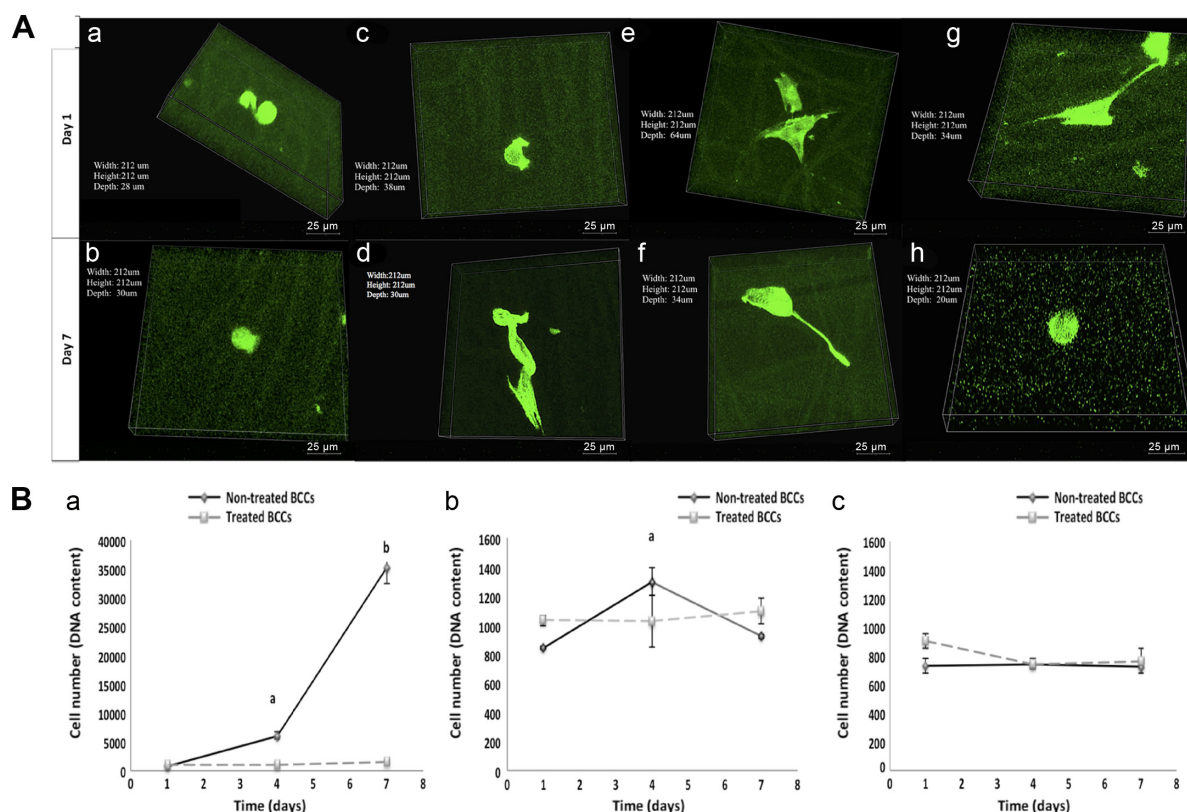 A
a
c
e
g
Day 1
Width: 212 um
Height:212 um
Depth: 28 um
25 µm
Width: 212um
Height: 212um
Depth: 38um
25 µm
Width: 212um
Height: 212um
Depth: 64um
25 µm
Width: 212um
Height: 212um
Depth: 34um
25 µm
b
d
f
h
Day 7
Width: 212um
Height: 212um
Depth: 30um
25 µm
Width:212um
Height: 212um
Depth: 30um
25 µm
Width: 212um
Height: 212um
Depth: 34um
25 µm
Width: 212um
Height: 212um
Depth: 20um
25 µm
B
a
Non-treated BCCs
Treated BCCs
Cell number (DNA content)
40000
35000
30000
25000
20000
15000
10000
5000
0
a
b
0 1 2 3 4 5 6 7 8
Time (days)
b
Non-treated BCCs
Treated BCCs
Cell number (DNA content)
1600
1400
1200
1000
800
600
400
200
0
a
0 1 2 3 4 5 6 7 8
Time (days)
c
Non-treated BCCs
Treated BCCs
Cell number (DNA content)
1600
1400
1200
1000
800
600
400
200
0
0 1 2 3 4 5 6 7 8
Time (days)